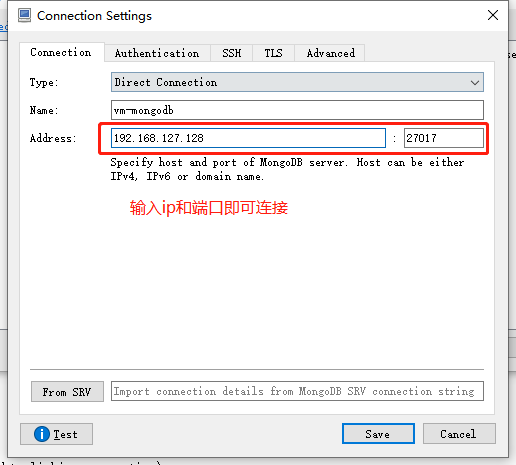 Connection Settings
Connection Authentication SSH TLS Advanced
Type: Direct Connection
Name: vm-mongodb
Address: 192.168.127.128 : 27017
Specify host and port of MongoDB server. Host can be either
IPv4, IPv6 or domain name.
输入ip和端口即可连接
From SRV Import connection details from MongoDB SRV connection string
Test Save Cancel